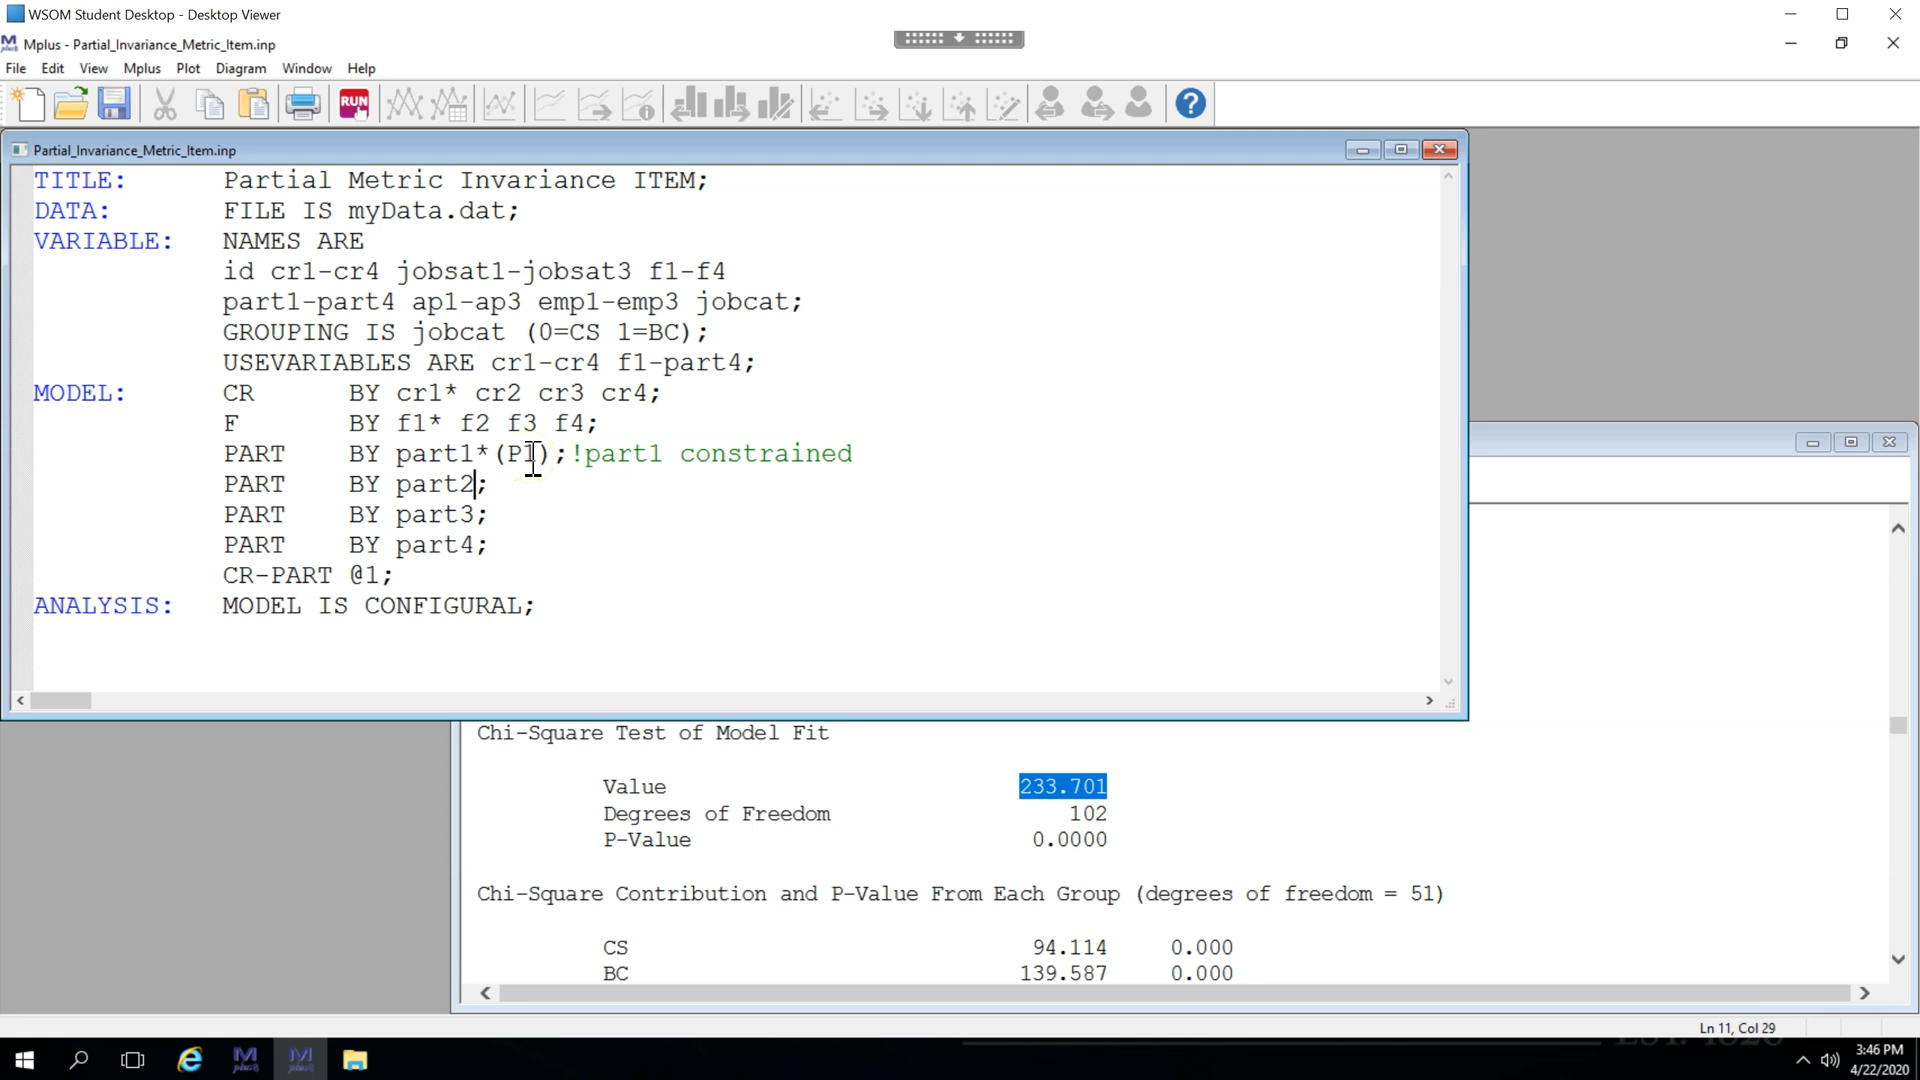 WSOM Student Desktop - Desktop Viewer
Mplus - Partial_Invariance_Metric_Item.inp
File Edit View Mplus Plot Diagram Window Help
RUN
Partial_Invariance_Metric_Item.inp
TITLE: Partial Metric Invariance ITEM;
DATA: FILE IS myData.dat;
VARIABLE: NAMES ARE
id cr1-cr4 jobsat1-jobsat3 f1-f4
part1-part4 ap1-ap3 emp1-emp3 jobcat;
GROUPING IS jobcat (0=CS 1=BC);
USEVARIABLES ARE cr1-cr4 f1-part4;
MODEL: CR BY cr1* cr2 cr3 cr4;
F BY f1* f2 f3 f4;
PART BY part1*(P1);!part1 constrained
PART BY part2;
PART BY part3;
PART BY part4;
CR-PART @1;
ANALYSIS: MODEL IS CONFIGURAL;
Chi-Square Test of Model Fit
Value 233.701
Degrees of Freedom 102
P-Value 0.0000
Chi-Square Contribution and P-Value From Each Group (degrees of freedom = 51)
CS 94.114 0.000
BC 139.587 0.000
Ln 11, Col 29
3:46 PM
4/22/2020